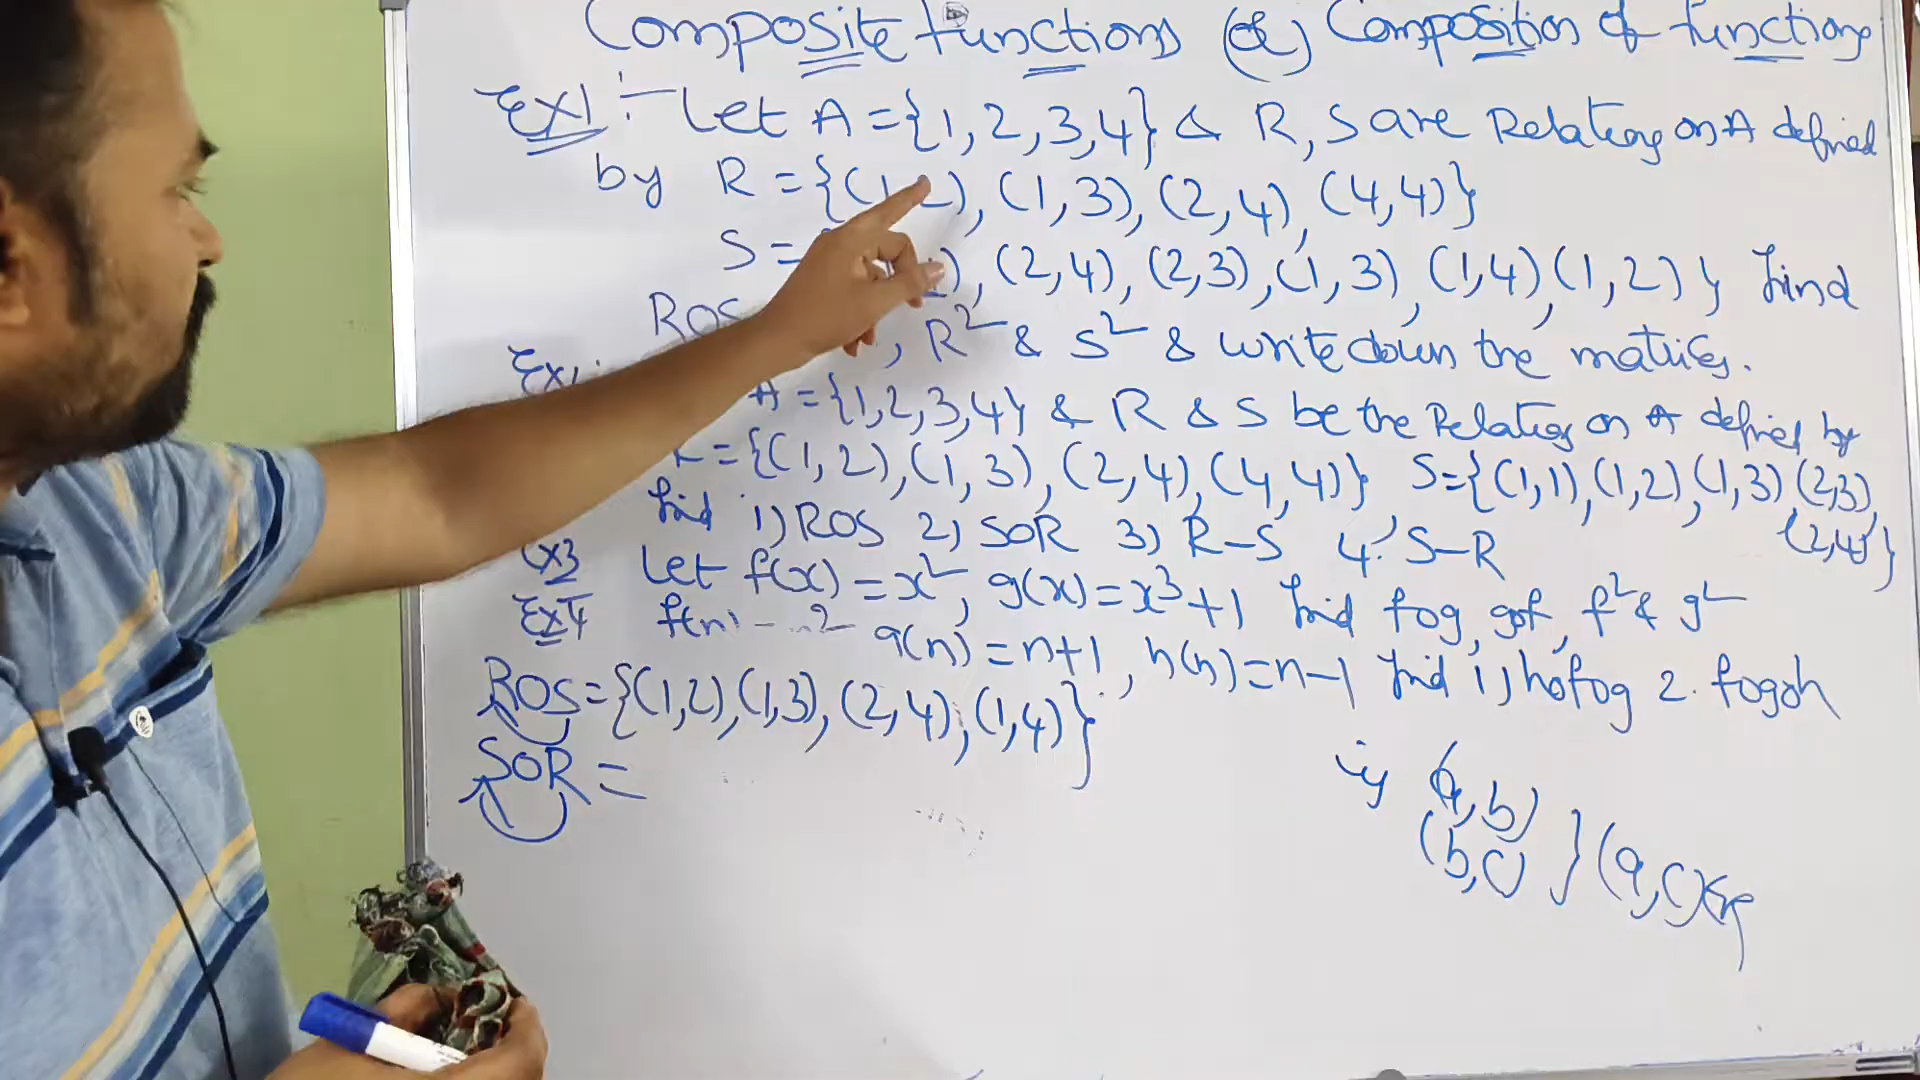 Composite functions (or) Composition of functions
Ex1:- Let A = {1, 2, 3, 4} & R, S are Relations on A defined
by R = {(1, 2), (1, 3), (2, 4), (4, 4)}
S = { ), (2, 4), (2, 3), (1, 3), (1, 4) (1, 2) } find
ROS , R² & S² & write down the matrices.
A = {1, 2, 3, 4} & R & S be the Relations on A defined by
R = {(1, 2), (1, 3), (2, 4), (4, 4)} S = {(1, 1), (1, 2), (1, 3) (2, 3),
(2, 4)}
find 1) ROS 2) SOR 3) R-S 4. S-R
Ex3 Let f(x) = x², g(x) = x³+1 find fog, gof, f² & g²
Ex4 f(n) = n² g(n) = n+1, h(n) = n-1 find 1) hofog 2. fogoh
ROS = {(1, 2), (1, 3), (2, 4), (1, 4)}
SOR =
(a, b)
(b, c) } (a, c) ∈